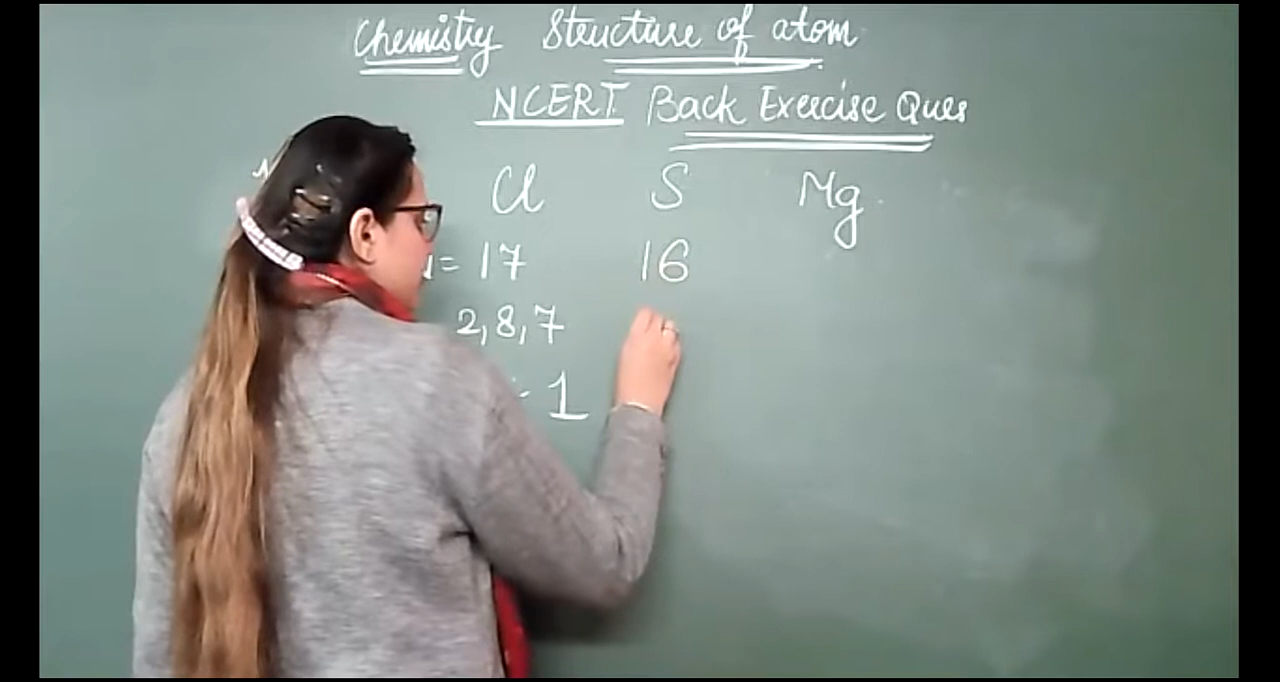 Chemistry Structure of atom
NCERT Back Exercise Ques
Cl S Mg
= 17 16
2,8,7
1